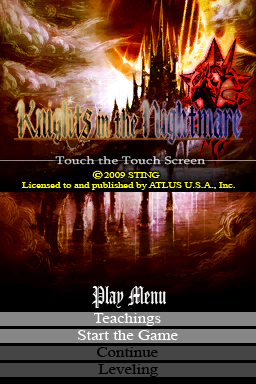 Knights in the Nightmare
Touch the Touch Screen
©2009 STING
Licensed to and published by ATLUS U.S.A., Inc.
Play Menu
Teachings
Start the Game
Continue
Leveling